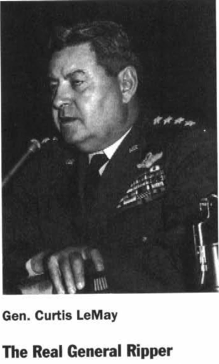 Gen. Curtis LeMay
The Real General Ripper